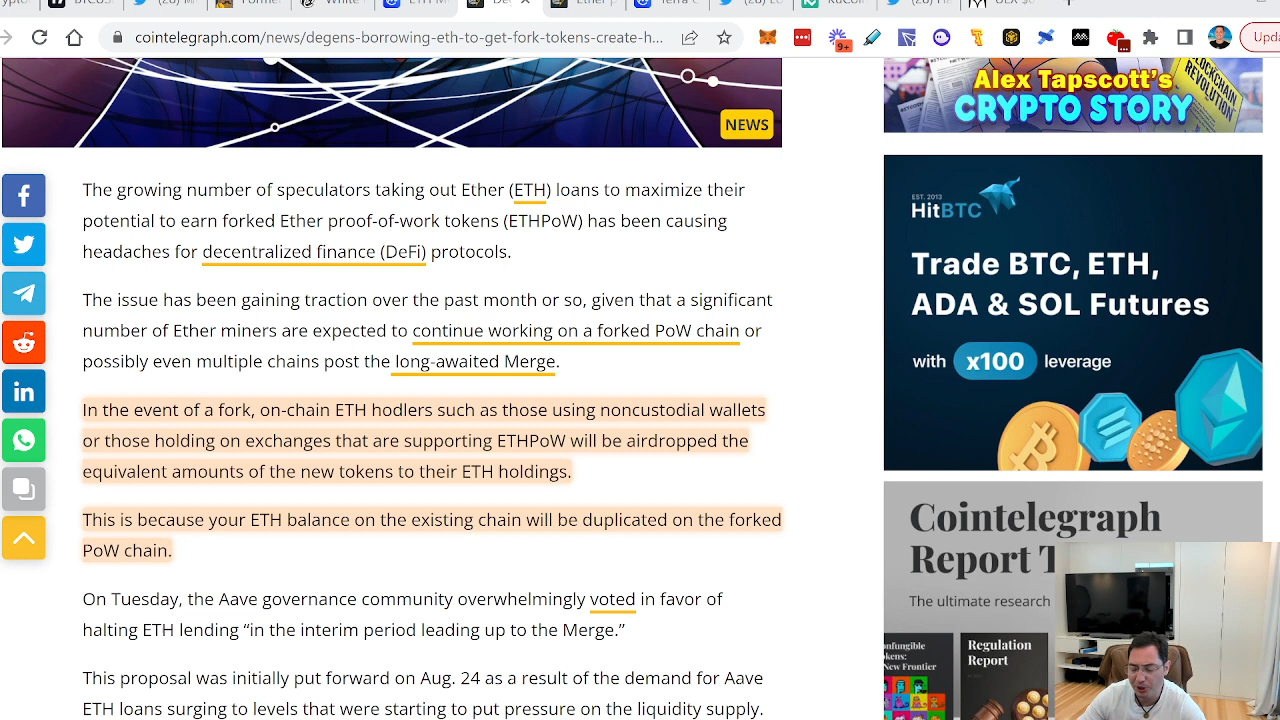 cointelegraph.com/news/degens-borrowing-eth-to-get-fork-tokens-create-h...
9+
Alex Tapscott's
CRYPTO STORY
BLOCKCHAIN
REVOLUTION
NEWS
The growing number of speculators taking out Ether (ETH) loans to maximize their
potential to earn forked Ether proof-of-work tokens (ETHPoW) has been causing
headaches for decentralized finance (DeFi) protocols.
The issue has been gaining traction over the past month or so, given that a significant
number of Ether miners are expected to continue working on a forked PoW chain or
possibly even multiple chains post the long-awaited Merge.
In the event of a fork, on-chain ETH hodlers such as those using noncustodial wallets
or those holding on exchanges that are supporting ETHPoW will be airdropped the
equivalent amounts of the new tokens to their ETH holdings.
This is because your ETH balance on the existing chain will be duplicated on the forked
PoW chain.
On Tuesday, the Aave governance community overwhelmingly voted in favor of
halting ETH lending “in the interim period leading up to the Merge.”
This proposal was initially put forward on Aug. 24 as a result of the demand for Aave
ETH loans surging to levels that were starting to put pressure on the liquidity supply.
EST. 2013
HitBTC
Trade BTC, ETH,
ADA & SOL Futures
with x100 leverage
Cointelegraph
Report T
The ultimate research
New Frontier
Regulation
Report